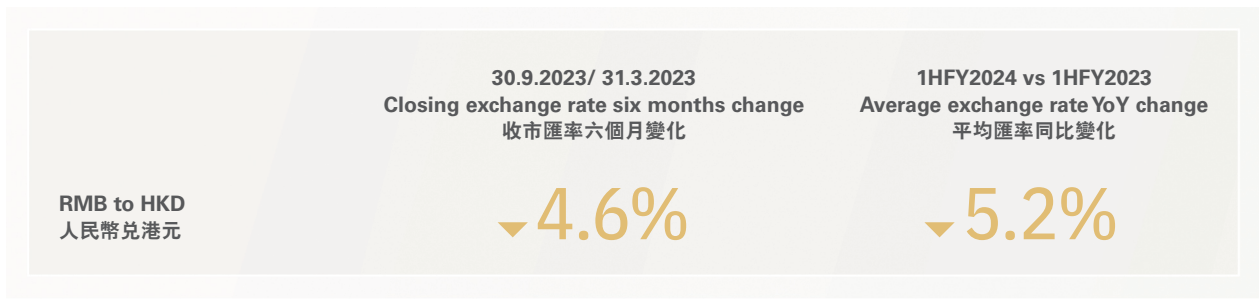 30.9.2023/ 31.3.2023
Closing exchange rate six months change
收市匯率六個月變化
1HFY2024 vs 1HFY2023
Average exchange rate YoY change
平均匯率同比變化
RMB to HKD
人民幣兑港元
4.6%
5.2%